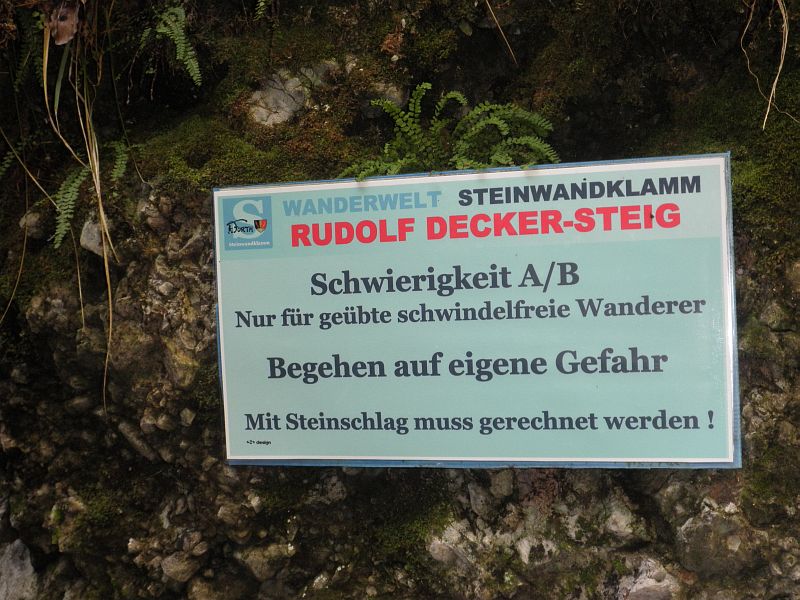 WANDERWELT STEINWANDKLAMM
RUDOLF DECKER-STEIG
S
Steinwandklamm
Schwierigkeit A/B
Nur für geübte schwindelfreie Wanderer
Begehen auf eigene Gefahr
Mit Steinschlag muss gerechnet werden !